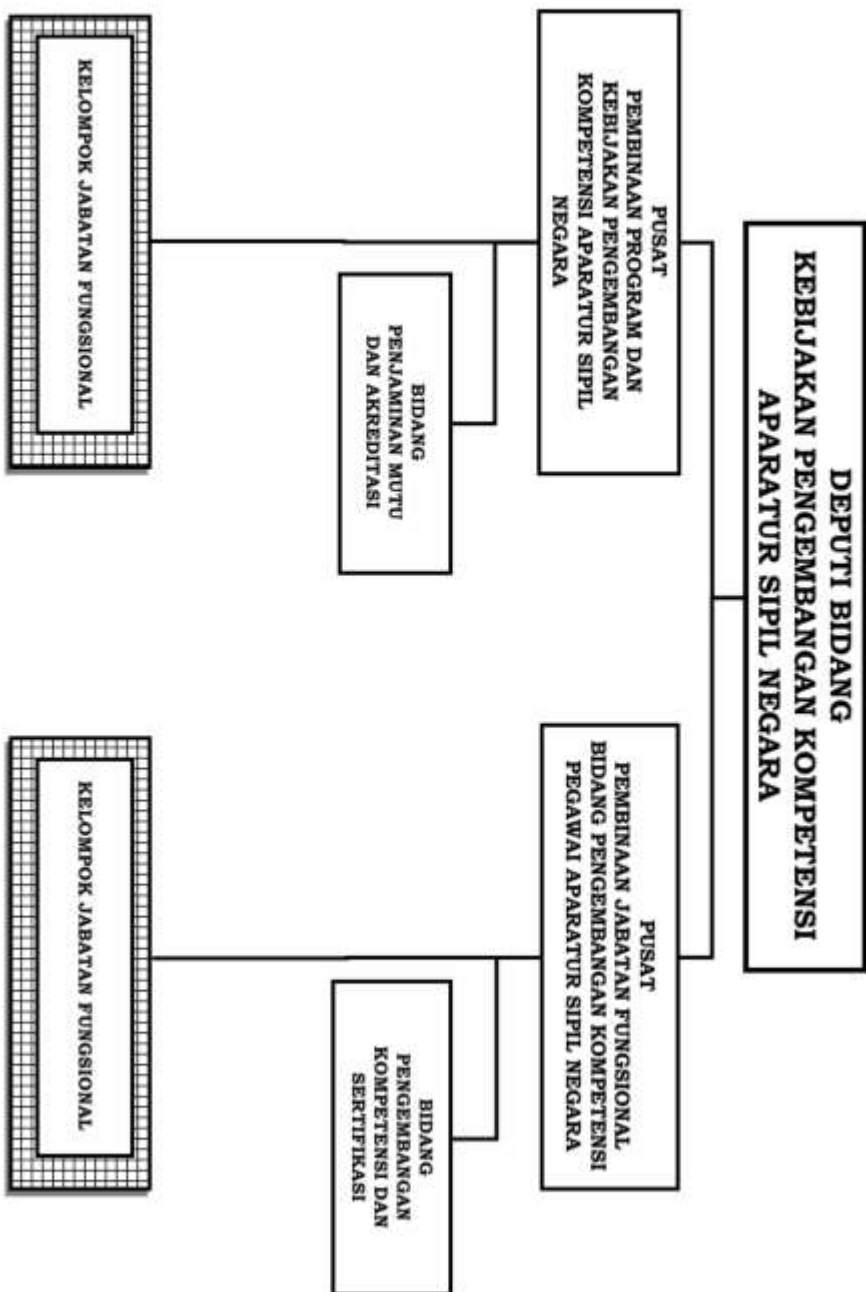 DEPUTI BIDANG
KEBIJAKAN PENGEMBANGAN KOMPETENSI
APARATUR SIPIL NEGARA
PUSAT
PEMBINAAN PROGRAM DAN
KEBIJAKAN PENGEMBANGAN
KOMPETENSI APARATUR SIPIL
NEGARA
PUSAT
PEMBINAAN JABATAN FUNGSIONAL
BIDANG PENGEMBANGAN KOMPETENSI
PEGAWAI APARATUR SIPIL NEGARA
BIDANG
PENJAMINAN MUTU
DAN AKREDITASI
BIDANG
PENGEMBANGAN
KOMPETENSI DAN
SERTIFIKASI
KELOMPOK JABATAN FUNGSIONAL
KELOMPOK JABATAN FUNGSIONAL